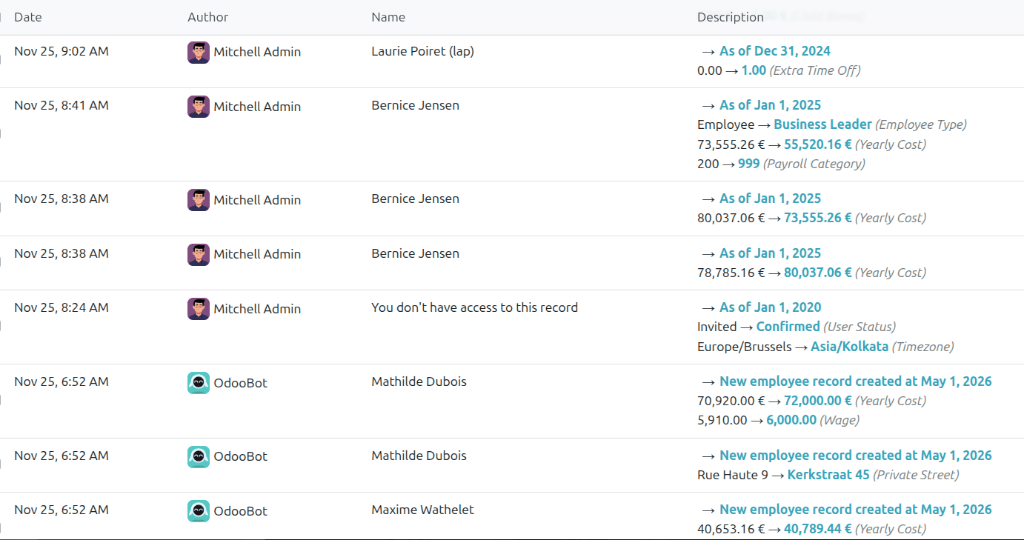 Date Author Name Description
Nov 25, 9:02 AM Mitchell Admin Laurie Poiret (lap) → As of Dec 31, 2024
0.00 → 1.00 (Extra Time Off)
Nov 25, 8:41 AM Mitchell Admin Bernice Jensen → As of Jan 1, 2025
Employee → Business Leader (Employee Type)
73,555.26 € → 55,520.16 € (Yearly Cost)
200 → 999 (Payroll Category)
Nov 25, 8:38 AM Mitchell Admin Bernice Jensen → As of Jan 1, 2025
80,037.06 € → 73,555.26 € (Yearly Cost)
Nov 25, 8:38 AM Mitchell Admin Bernice Jensen → As of Jan 1, 2025
78,785.16 € → 80,037.06 € (Yearly Cost)
Nov 25, 8:24 AM Mitchell Admin You don't have access to this record → As of Jan 1, 2020
Invited → Confirmed (User Status)
Europe/Brussels → Asia/Kolkata (Timezone)
Nov 25, 6:52 AM OdooBot Mathilde Dubois → New employee record created at May 1, 2026
70,920.00 € → 72,000.00 € (Yearly Cost)
5,910.00 → 6,000.00 (Wage)
Nov 25, 6:52 AM OdooBot Mathilde Dubois → New employee record created at May 1, 2026
Rue Haute 9 → Kerkstraat 45 (Private Street)
Nov 25, 6:52 AM OdooBot Maxime Wathelet → New employee record created at May 1, 2026
40,653.16 € → 40,789.44 € (Yearly Cost)